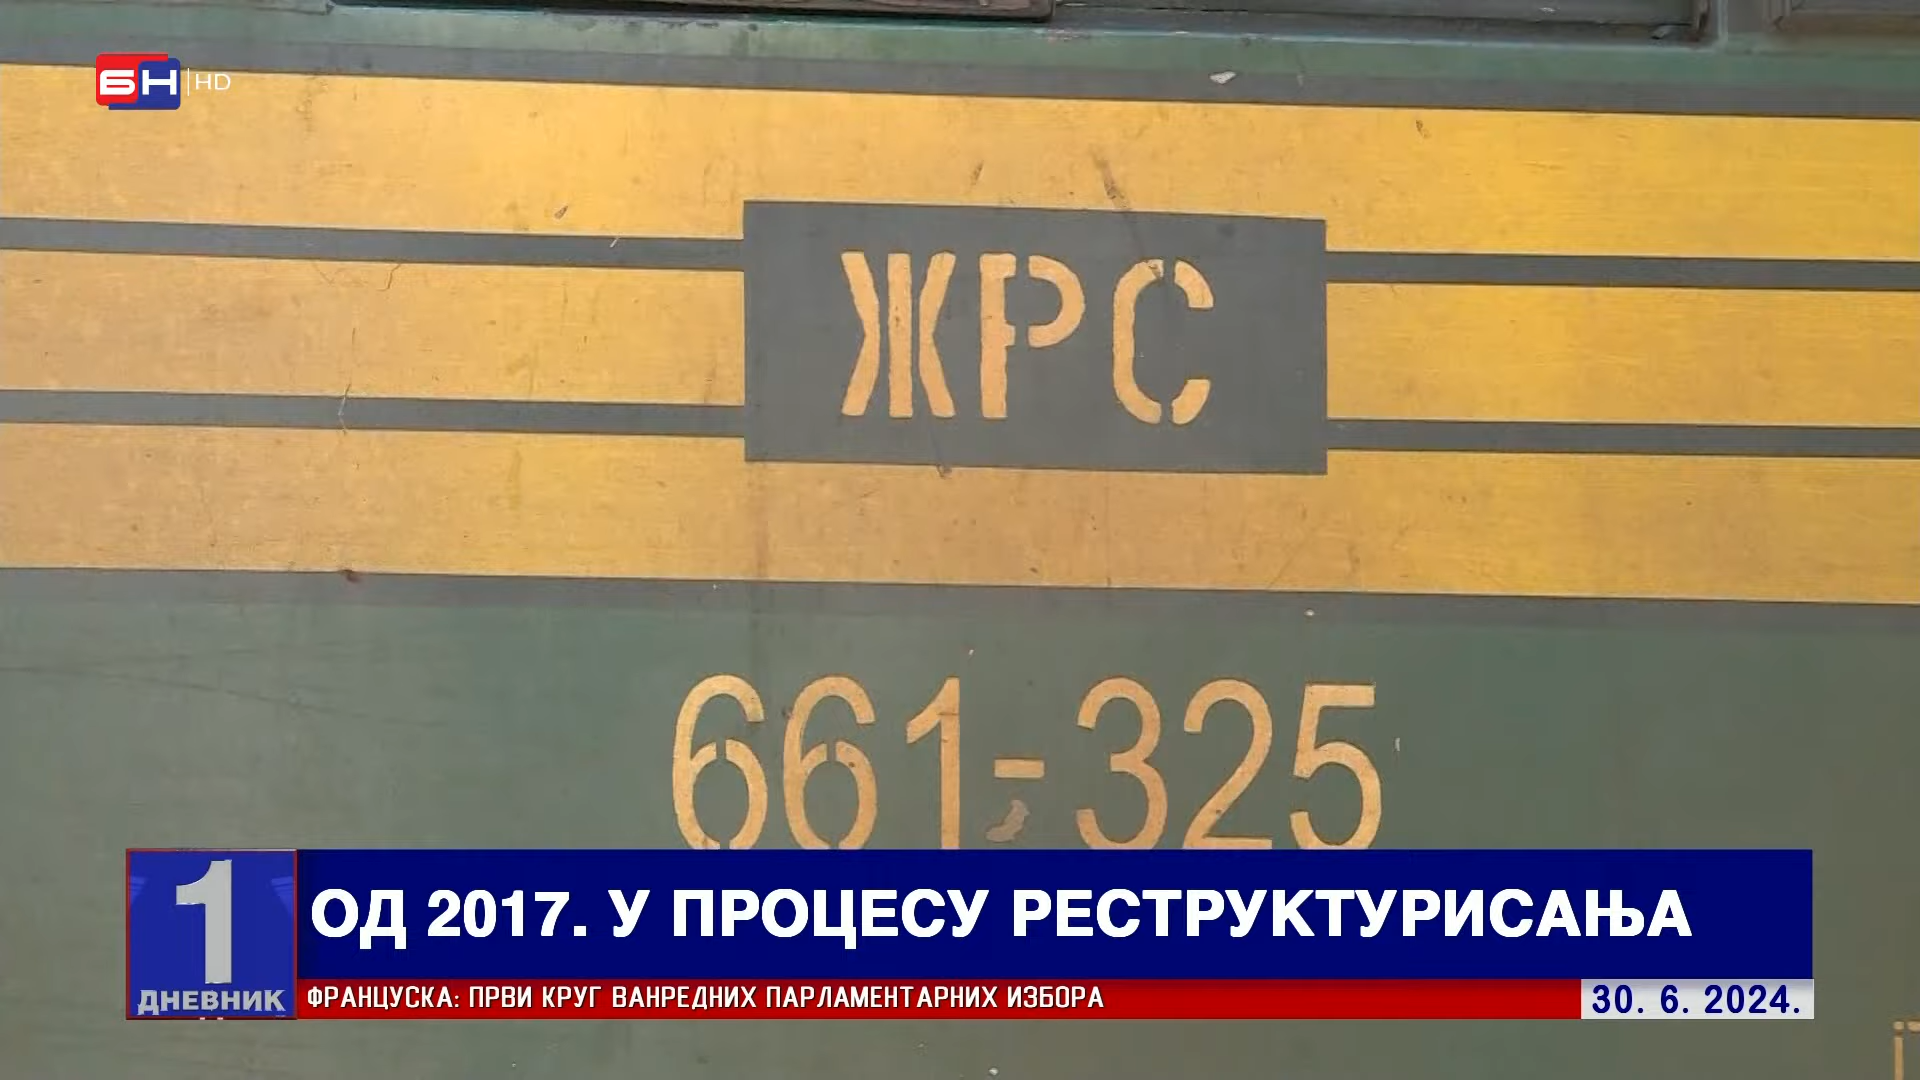 БН HD
ЖРС
661-325
1
ДНЕВНИК
ОД 2017. У ПРОЦЕСУ РЕСТРУКТУРИСАЊА
ФРАНЦУСКА: ПРВИ КРУГ ВАНРЕДНИХ ПАРЛАМЕНТАРНИХ ИЗБОРА
30. 6. 2024.